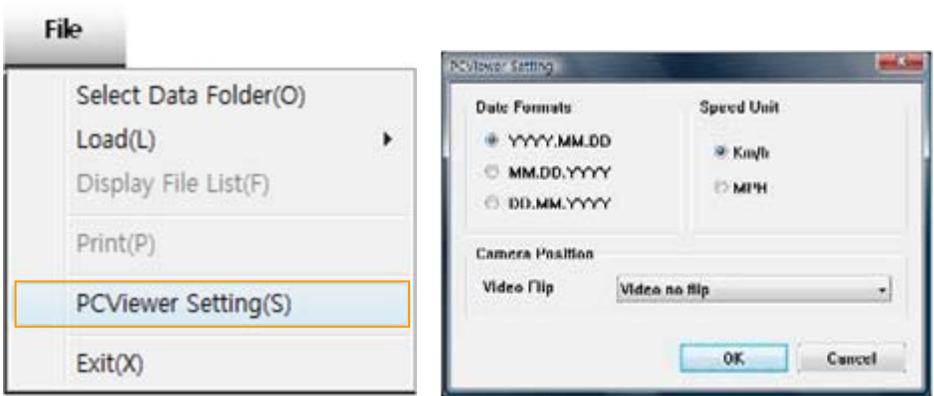 File
Select Data Folder(O)
Load(L)
Display File List(F)
Print(P)
PCViewer Setting(S)
Exit(X)
PCViewer Setting
Date Formats
YYYY.MM.DD
MM.DD.YYYY
DD.MM.YYYY
Speed Unit
Km/h
MPH
Camera Position
Video Flip
Video no flip
OK
Cancel